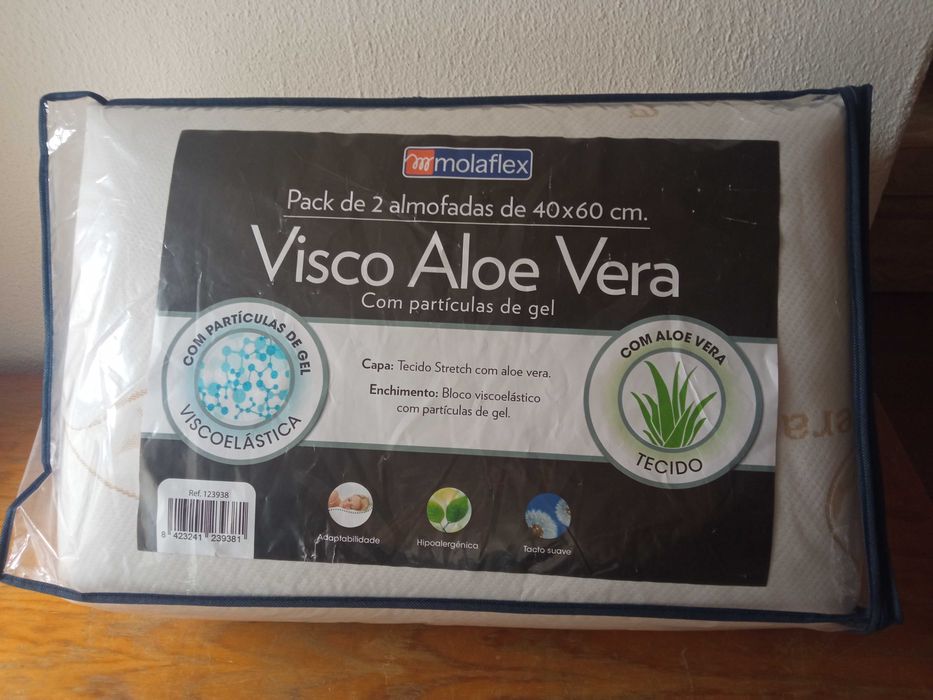 molaflex
Pack de 2 almofadas de 40x60 cm.
Visco Aloe Vera
Com partículas de gel
COM PARTÍCULAS DE GEL
VISCOELÁSTICA
Capa: Tecido Stretch com aloe vera.
Enchimento: Bloco viscoelástico
com partículas de gel.
COM ALOE VERA
TECIDO
Ref. 123938
8 423241 239381
Adaptabilidade
Hipoalergénica
Tacto suave